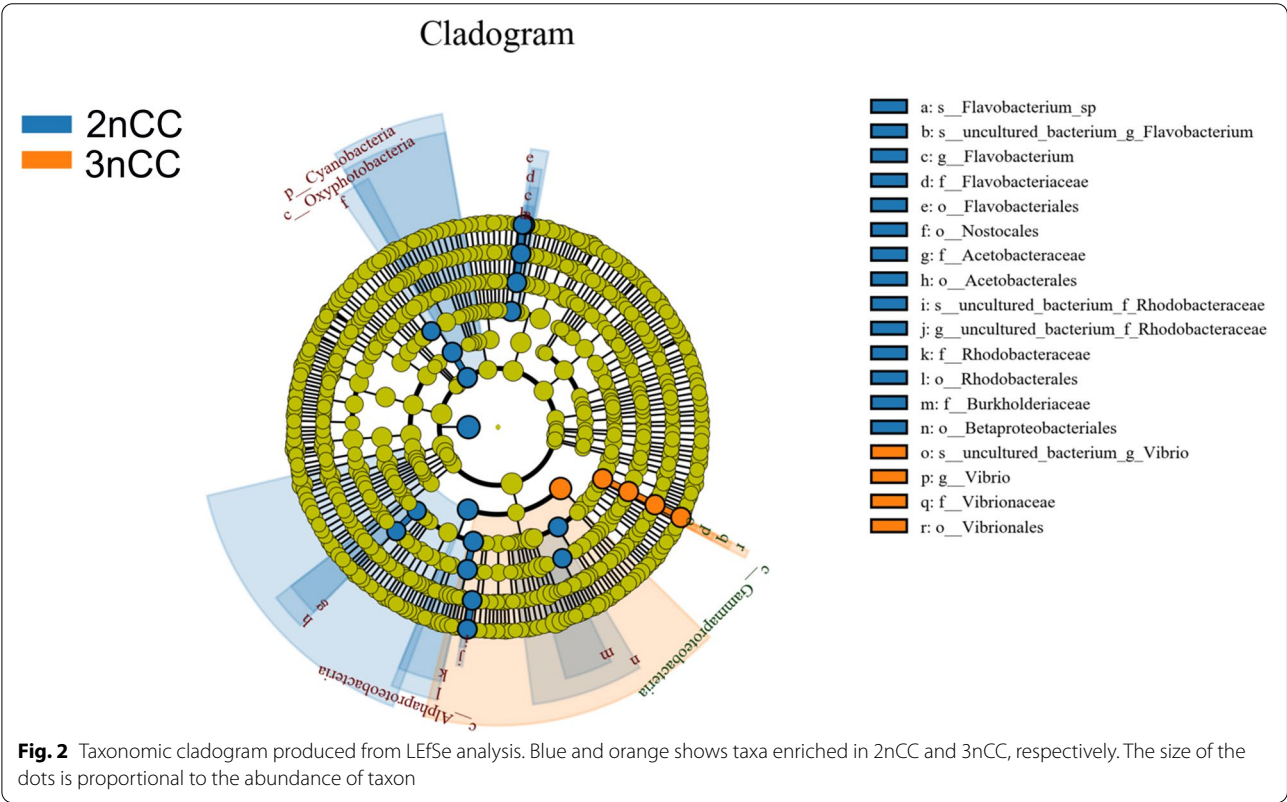 Cladogram
2nCC
3nCC
p__Cyanobacteria
c__Oxyphotobacteria
f
e
d
c
b
a: s__Flavobacterium_sp
b: s__uncultured_bacterium_g_Flavobacterium
c: g__Flavobacterium
d: f__Flavobacteriaceae
e: o__Flavobacteriales
f: o__Nostocales
g: f__Acetobacteraceae
h: o__Acetobacterales
i: s__uncultured_bacterium_f_Rhodobacteraceae
j: g__uncultured_bacterium_f_Rhodobacteraceae
k: f__Rhodobacteraceae
l: o__Rhodobacterales
m: f__Burkholderiaceae
n: o__Betaproteobacteriales
o: s__uncultured_bacterium_g_Vibrio
p: g__Vibrio
q: f__Vibrionaceae
r: o__Vibrionales
p
q
r
c__Gammaproteobacteria
n
m
g
h
j
k
l
c__Alphaproteobacteria
Fig. 2 Taxonomic cladogram produced from LEfSe analysis. Blue and orange shows taxa enriched in 2nCC and 3nCC, respectively. The size of the
dots is proportional to the abundance of taxon